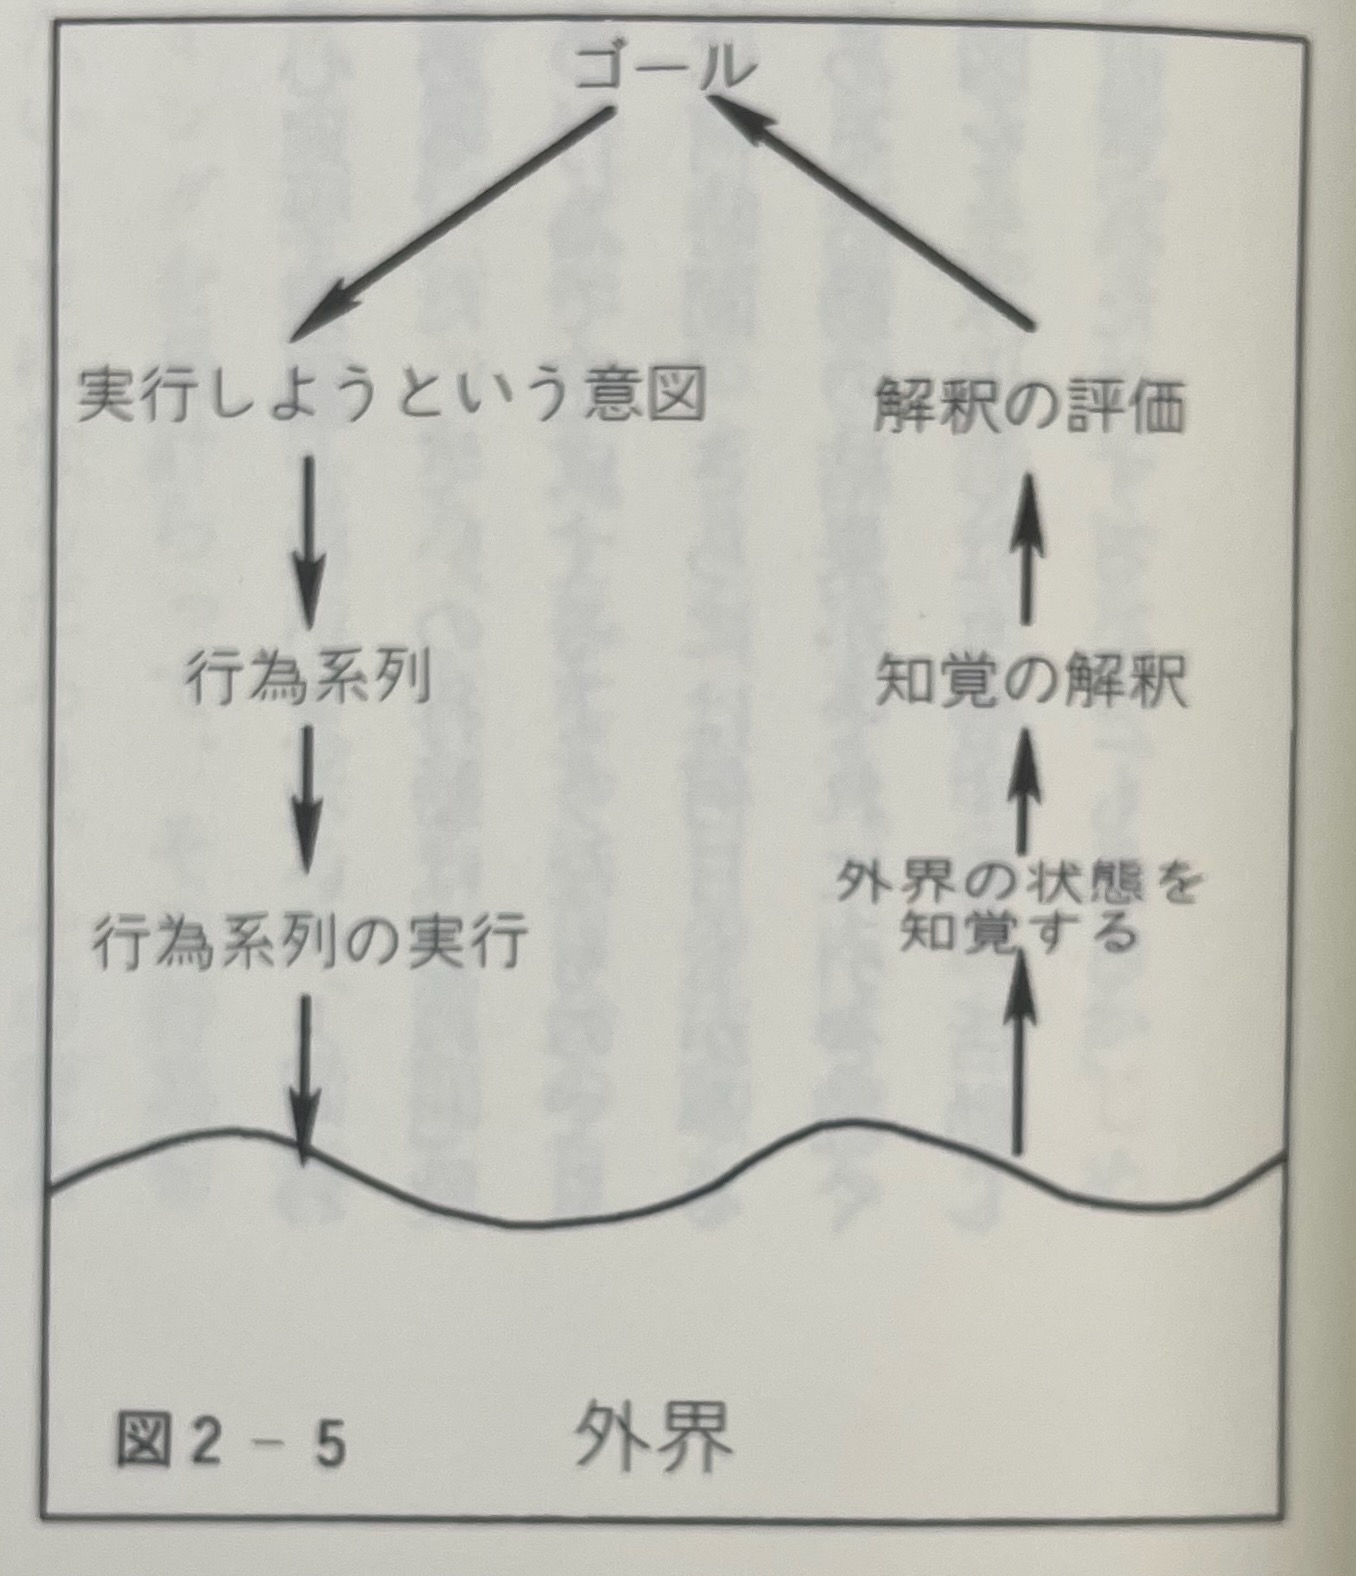 ゴール
実行しようという意図
解釈の評価
行為系列
知覚の解釈
行為系列の実行
外界の状態を
知覚する
図2-5
外界